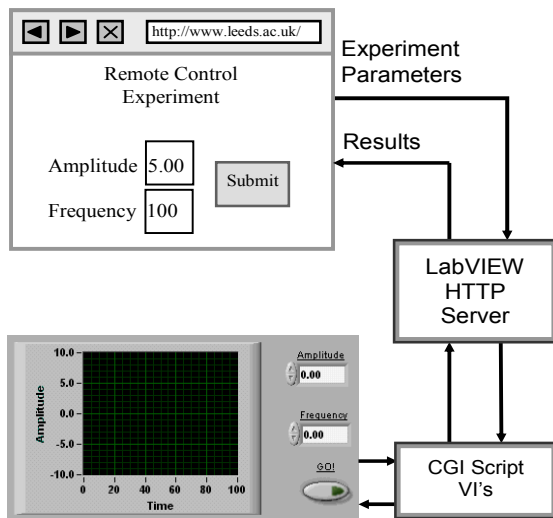 http://www.leeds.ac.uk/
Remote Control
Experiment
Amplitude 5.00
Submit
Frequency 100
Experiment
Parameters
Results
LabVIEW
HTTP
Server
CGI Script
VI's
Amplitude
10.0
5.0
0.0
-5.0
-10.0
0 20 40 60 80 100
Time
Amplitude
0.00
Frequency
0.00
GO!